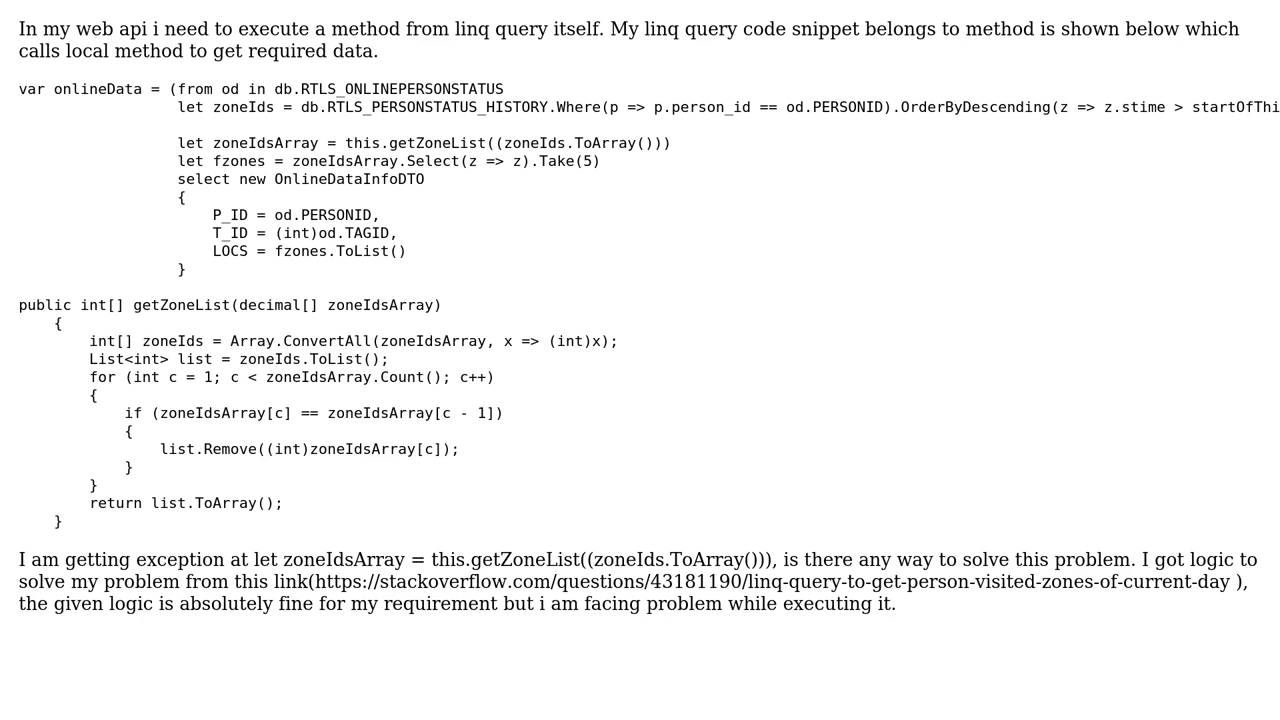 In my web api i need to execute a method from linq query itself. My linq query code snippet belongs to method is shown below which
calls local method to get required data.
var onlineData = (from od in db.RTLS_ONLINEPERSONSTATUS
let zoneIds = db.RTLS_PERSONSTATUS_HISTORY.Where(p => p.person_id == od.PERSONID).OrderByDescending(z => z.stime > startOfThi
let zoneIdsArray = this.getZoneList((zoneIds.ToArray()))
let fzones = zoneIdsArray.Select(z => z).Take(5)
select new OnlineDataInfoDTO
{
P_ID = od.PERSONID,
T_ID = (int)od.TAGID,
LOCS = fzones.ToList()
}
public int[] getZoneList(decimal[] zoneIdsArray)
{
int[] zoneIds = Array.ConvertAll(zoneIdsArray, x => (int)x);
List<int> list = zoneIds.ToList();
for (int c = 1; c < zoneIdsArray.Count(); c++)
{
if (zoneIdsArray[c] == zoneIdsArray[c - 1])
{
list.Remove((int)zoneIdsArray[c]);
}
}
return list.ToArray();
}
I am getting exception at let zoneIdsArray = this.getZoneList((zoneIds.ToArray())), is there any way to solve this problem. I got logic to
solve my problem from this link(https://stackoverflow.com/questions/43181190/linq-query-to-get-person-visited-zones-of-current-day ),
the given logic is absolutely fine for my requirement but i am facing problem while executing it.